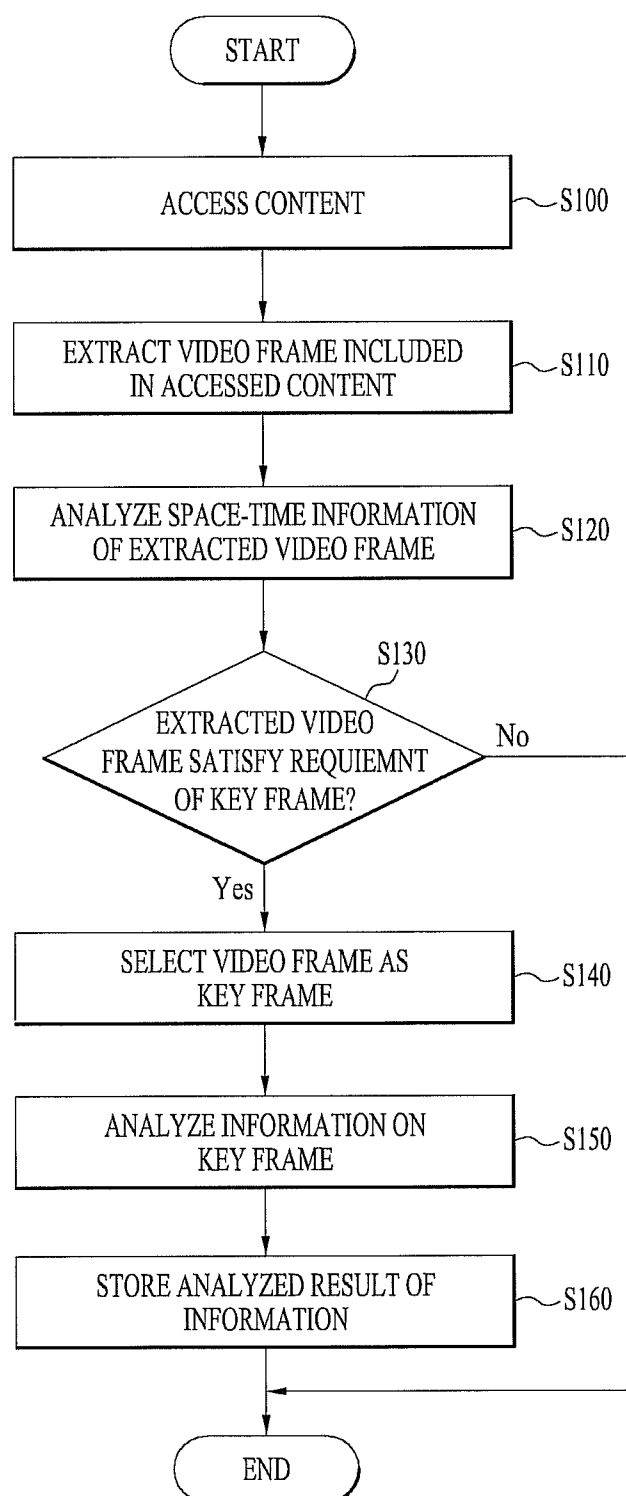 START
ACCESS CONTENT
S100
EXTRACT VIDEO FRAME INCLUDED
IN ACCESSED CONTENT
S110
ANALYZE SPACE-TIME INFORMATION
OF EXTRACTED VIDEO FRAME
S120
S130
EXTRACTED VIDEO
FRAME SATISFY REQUIEMNT
OF KEY FRAME?
No
Yes
SELECT VIDEO FRAME AS
KEY FRAME
S140
ANALYZE INFORMATION ON
KEY FRAME
S150
STORE ANALYZED RESULT OF
INFORMATION
S160
END